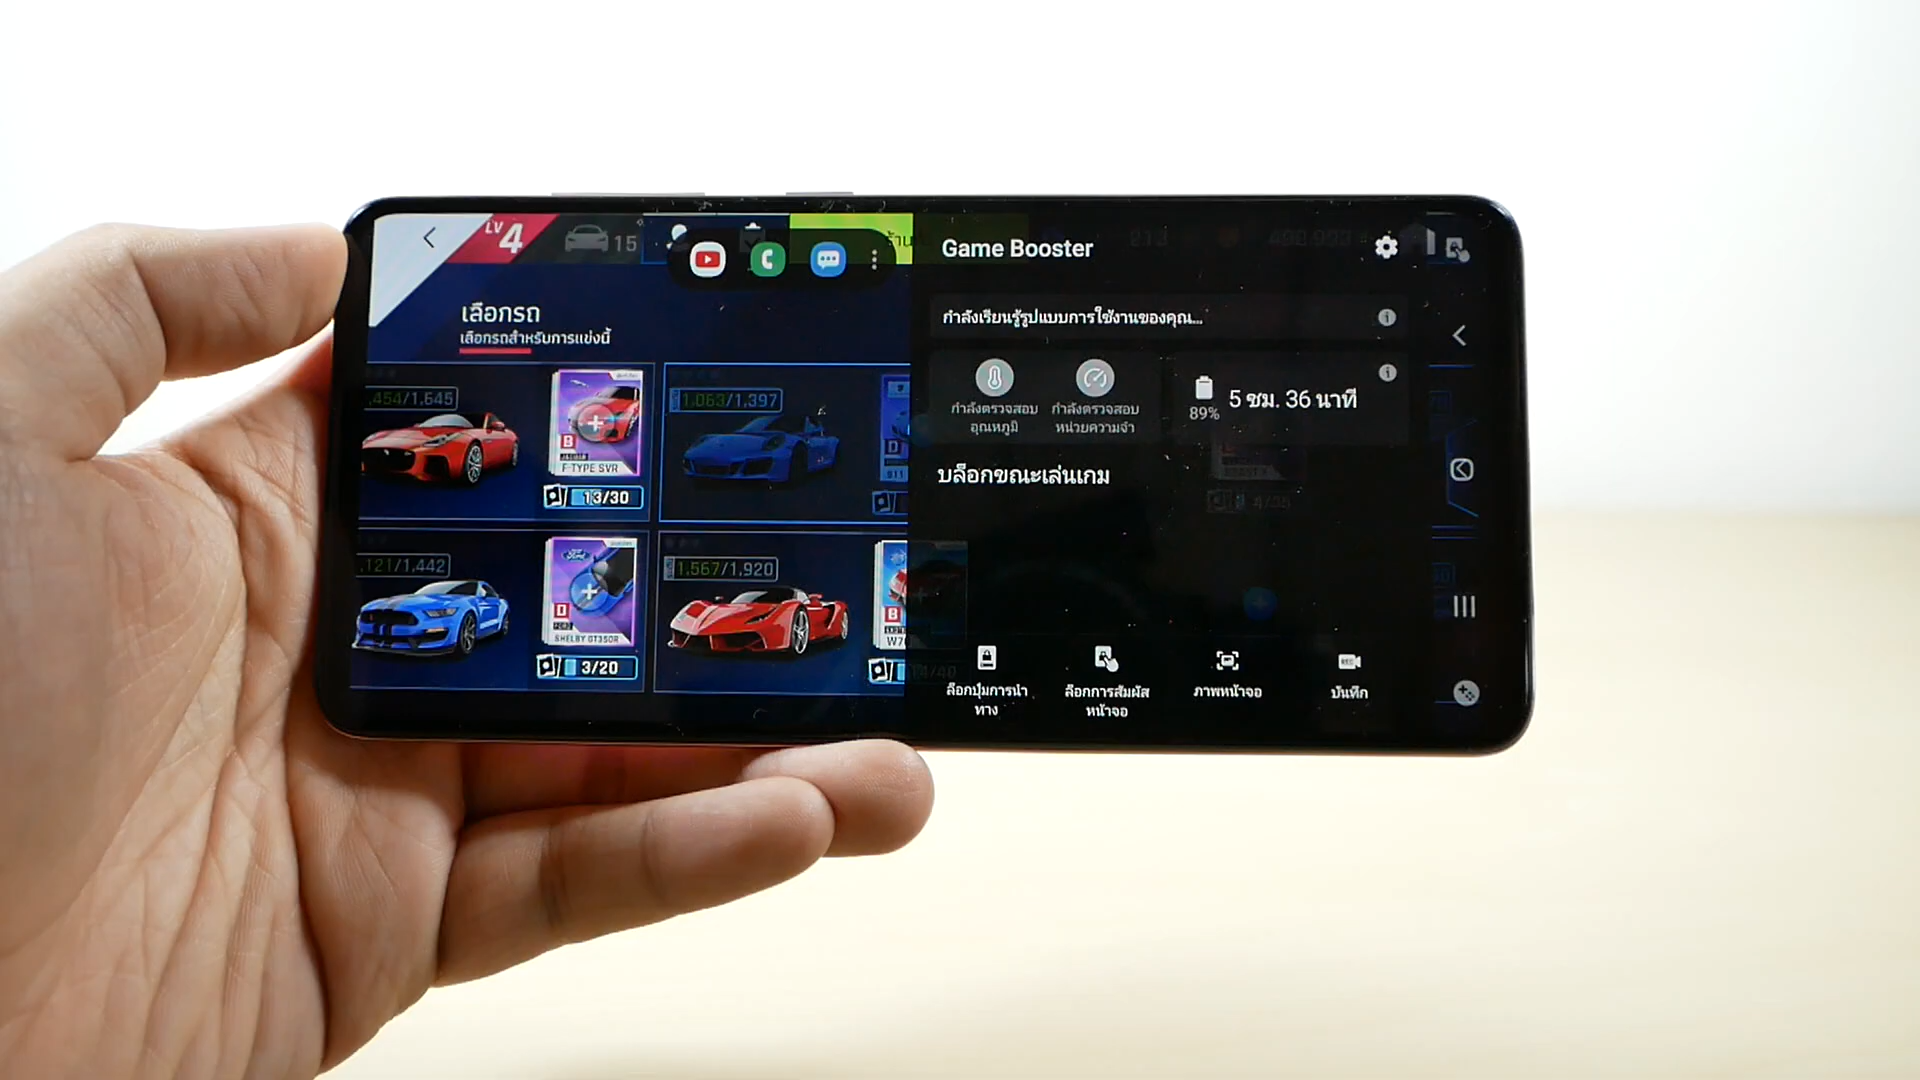 LV 4
15
ร้าน
เลือกรถ
เลือกรถสำหรับการแข่งนี้
,454/1,645
B
F-TYPE SVR
13/30
1,063/1,397
D
911
,121/1,442
Ford
D
SHELBY GT350R
3/20
1,567/1,920
B
W70
Game Booster
กำลังเรียนรู้รูปแบบการใช้งานของคุณ...
กำลังตรวจสอบ
อุณหภูมิ
กำลังตรวจสอบ
หน่วยความจำ
89%
5 ชม. 36 นาที
บล็อกขณะเล่นเกม
ล็อกปุ่มการนำ
ทาง
ล็อกการสัมผัส
หน้าจอ
ภาพหน้าจอ
REC
บันทึก